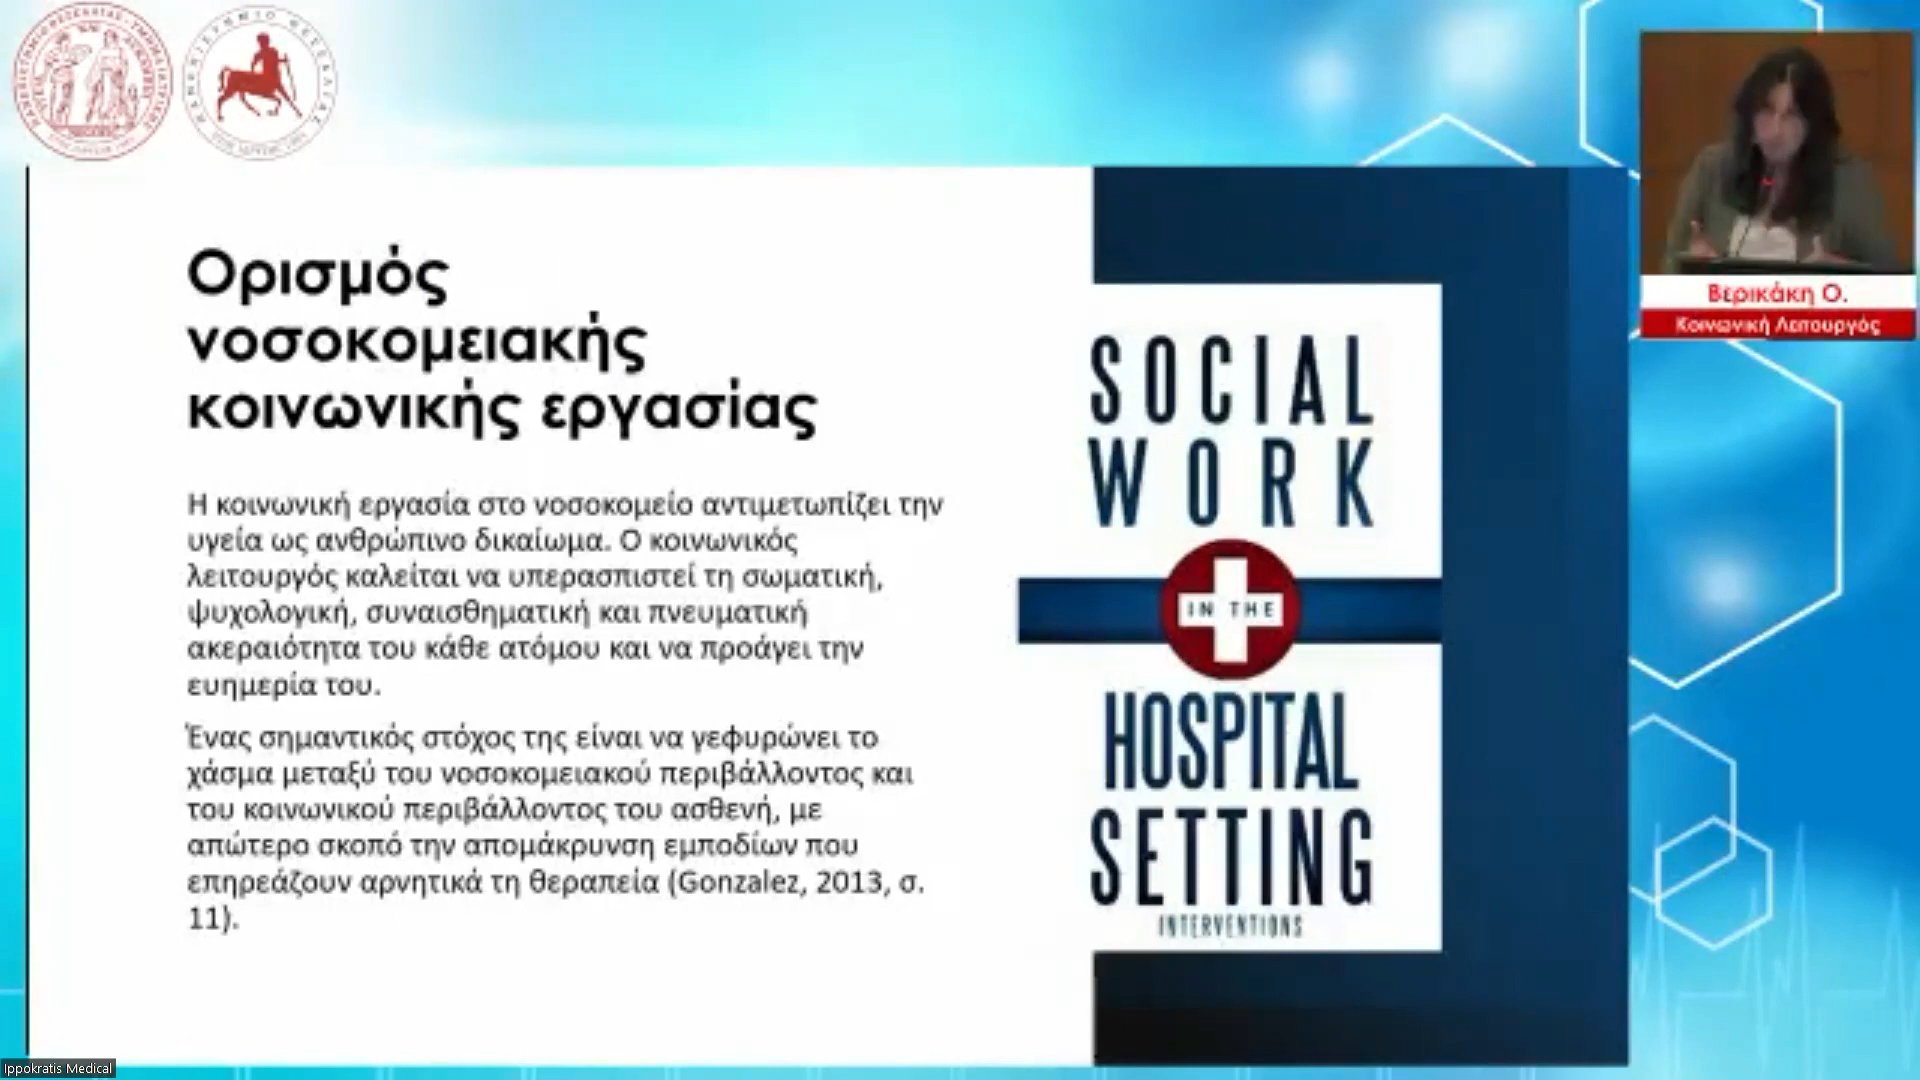 Ορισμός
νοσοκομειακής
κοινωνικής εργασίας
Η κοινωνική εργασία στο νοσοκομείο αντιμετωπίζει την
υγεία ως ανθρώπινο δικαίωμα. Ο κοινωνικός
λειτουργός καλείται να υπερασπιστεί τη σωματική,
ψυχολογική, συναισθηματική και πνευματική
ακεραιότητα του κάθε ατόμου και να προάγει την
ευημερία του.
Ένας σημαντικός στόχος της είναι να γεφυρώνει το
χάσμα μεταξύ του νοσοκομειακού περιβάλλοντος και
του κοινωνικού περιβάλλοντος του ασθενή, με
απώτερο σκοπό την απομάκρυνση εμποδίων που
επηρεάζουν αρνητικά τη θεραπεία (Gonzalez, 2013, σ.
11).
SOCIAL
WORK
IN THE
HOSPITAL
SETTING
INTERVENTIONS
Βερικάκη Ο.
Κοινωνική Λειτουργός
Ippokratis Medical